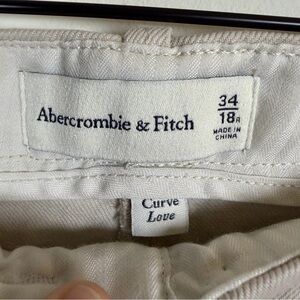 Abercrombie & Fitch
34
18R
MADE IN
CHINA
Curve
Love